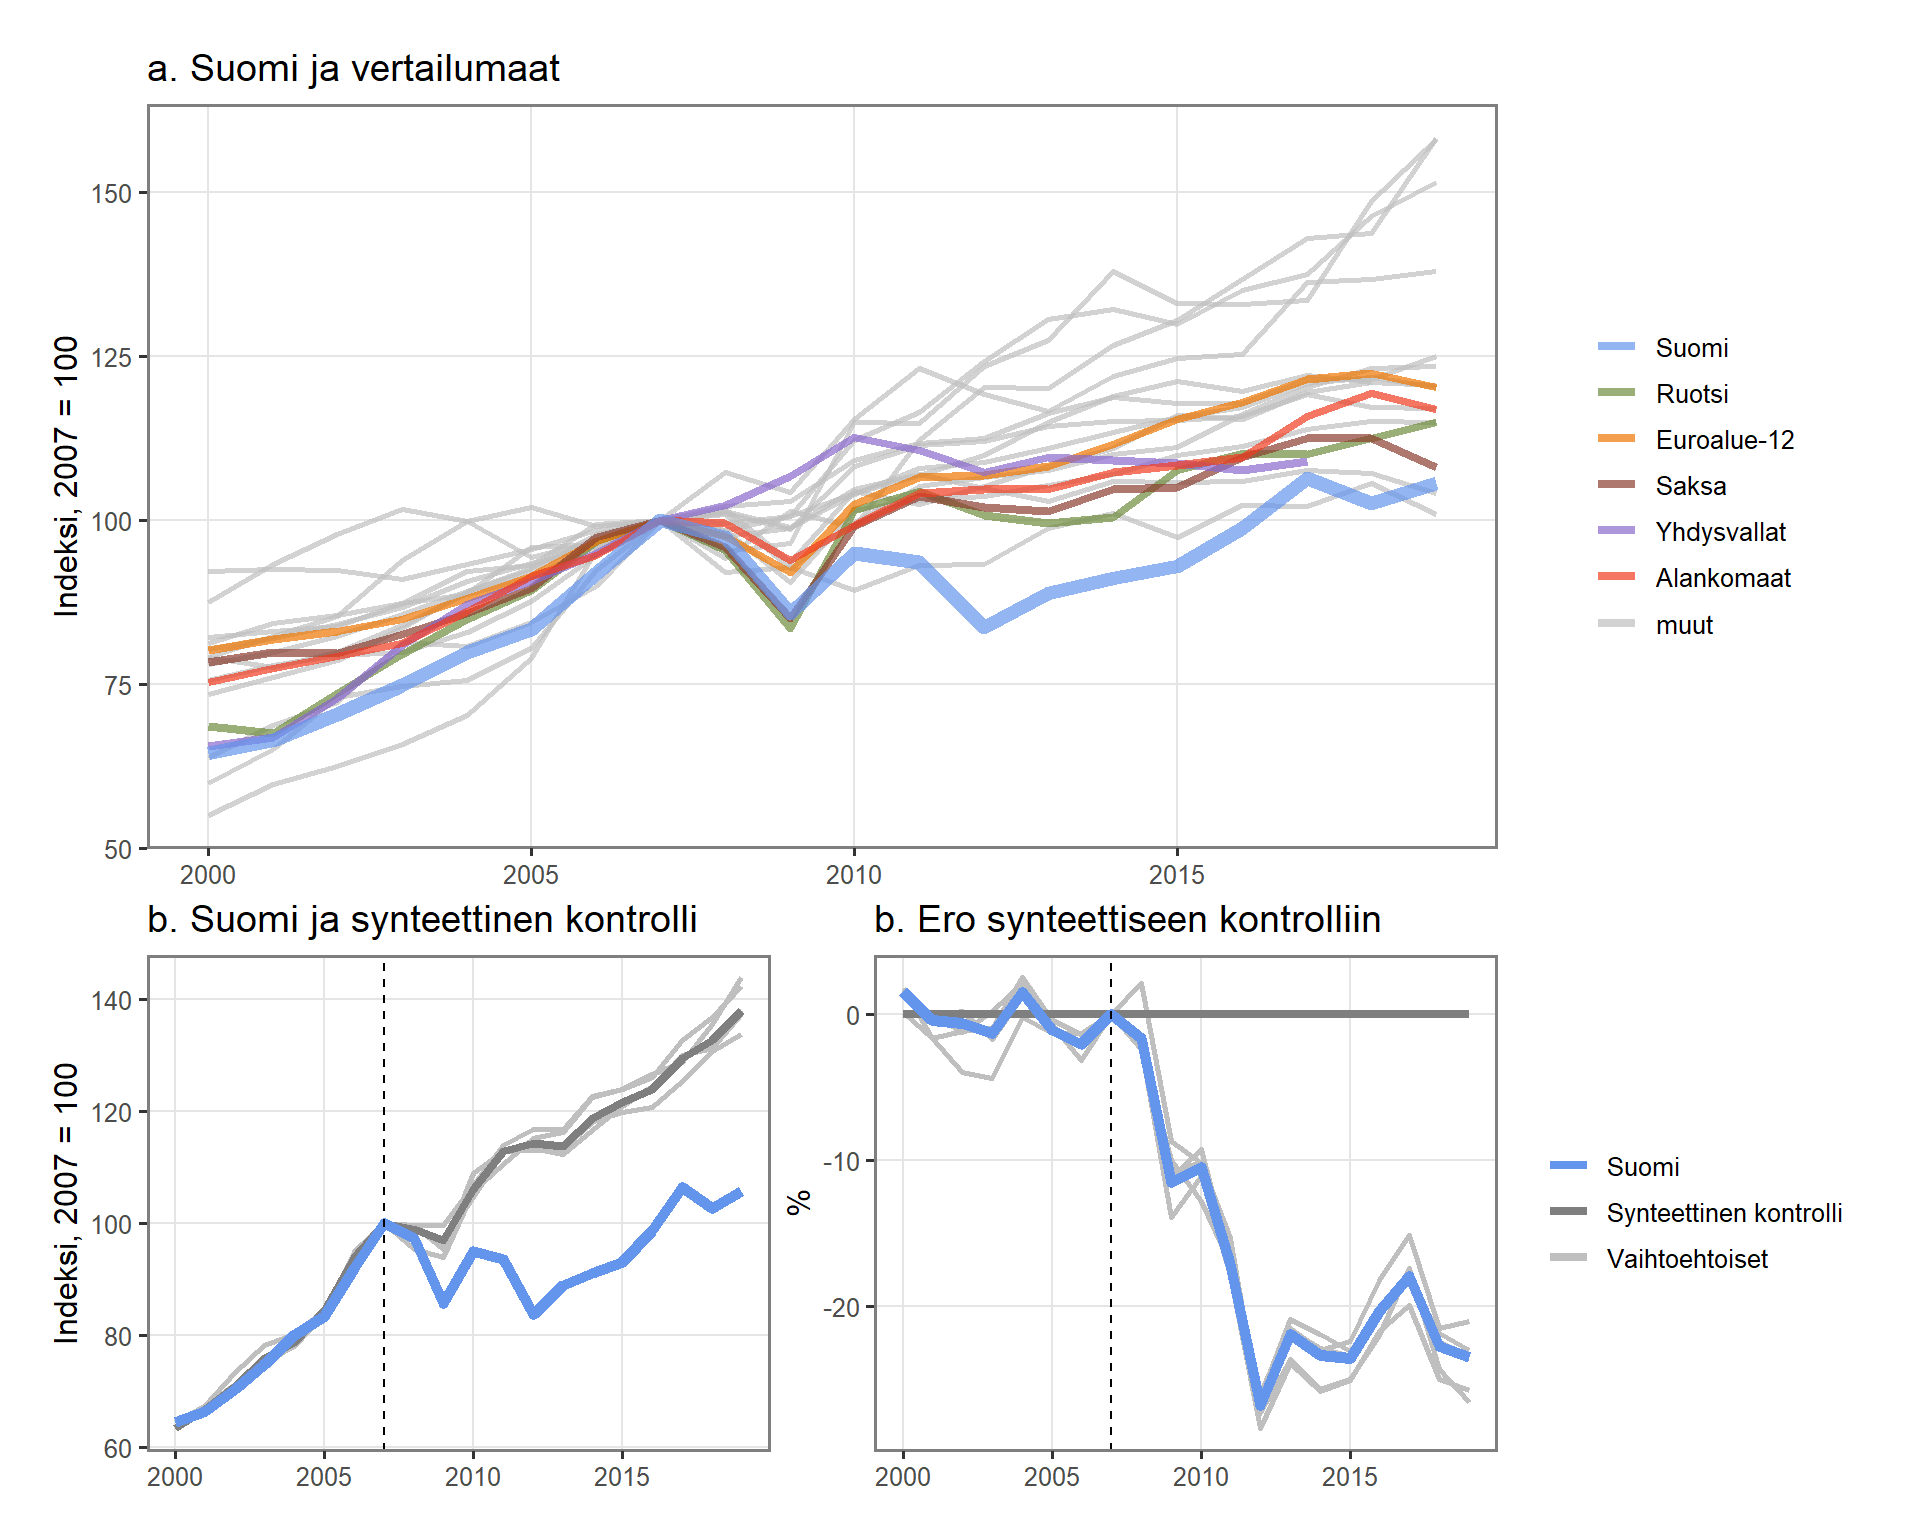 a. Suomi ja vertailumaat
Indeksi, 2007 = 100
150
125
100
75
50
2000
2005
2010
2015
Suomi
Ruotsi
Euroalue-12
Saksa
Yhdysvallat
Alankomaat
muut
b. Suomi ja synteettinen kontrolli
Indeksi, 2007 = 100
140
120
100
80
60
2000
2005
2010
2015
b. Ero synteettiseen kontrolliin
%
0
-10
-20
2000
2005
2010
2015
Suomi
Synteettinen kontrolli
Vaihtoehtoiset